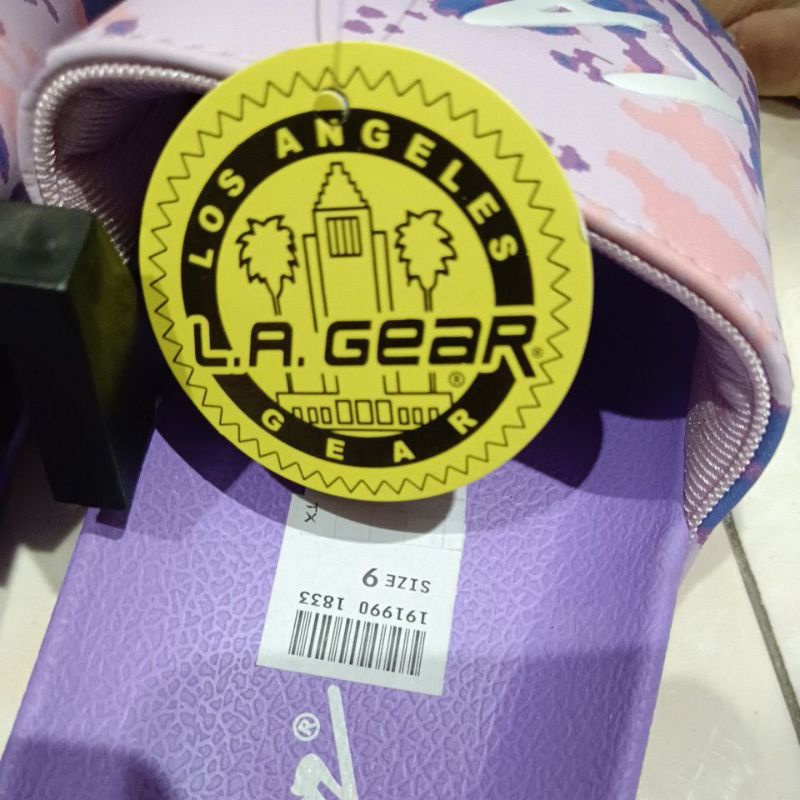 LOS ANGELES
L.A. GEAR®
®
GEAR
SIZE 9
191990 1833
®